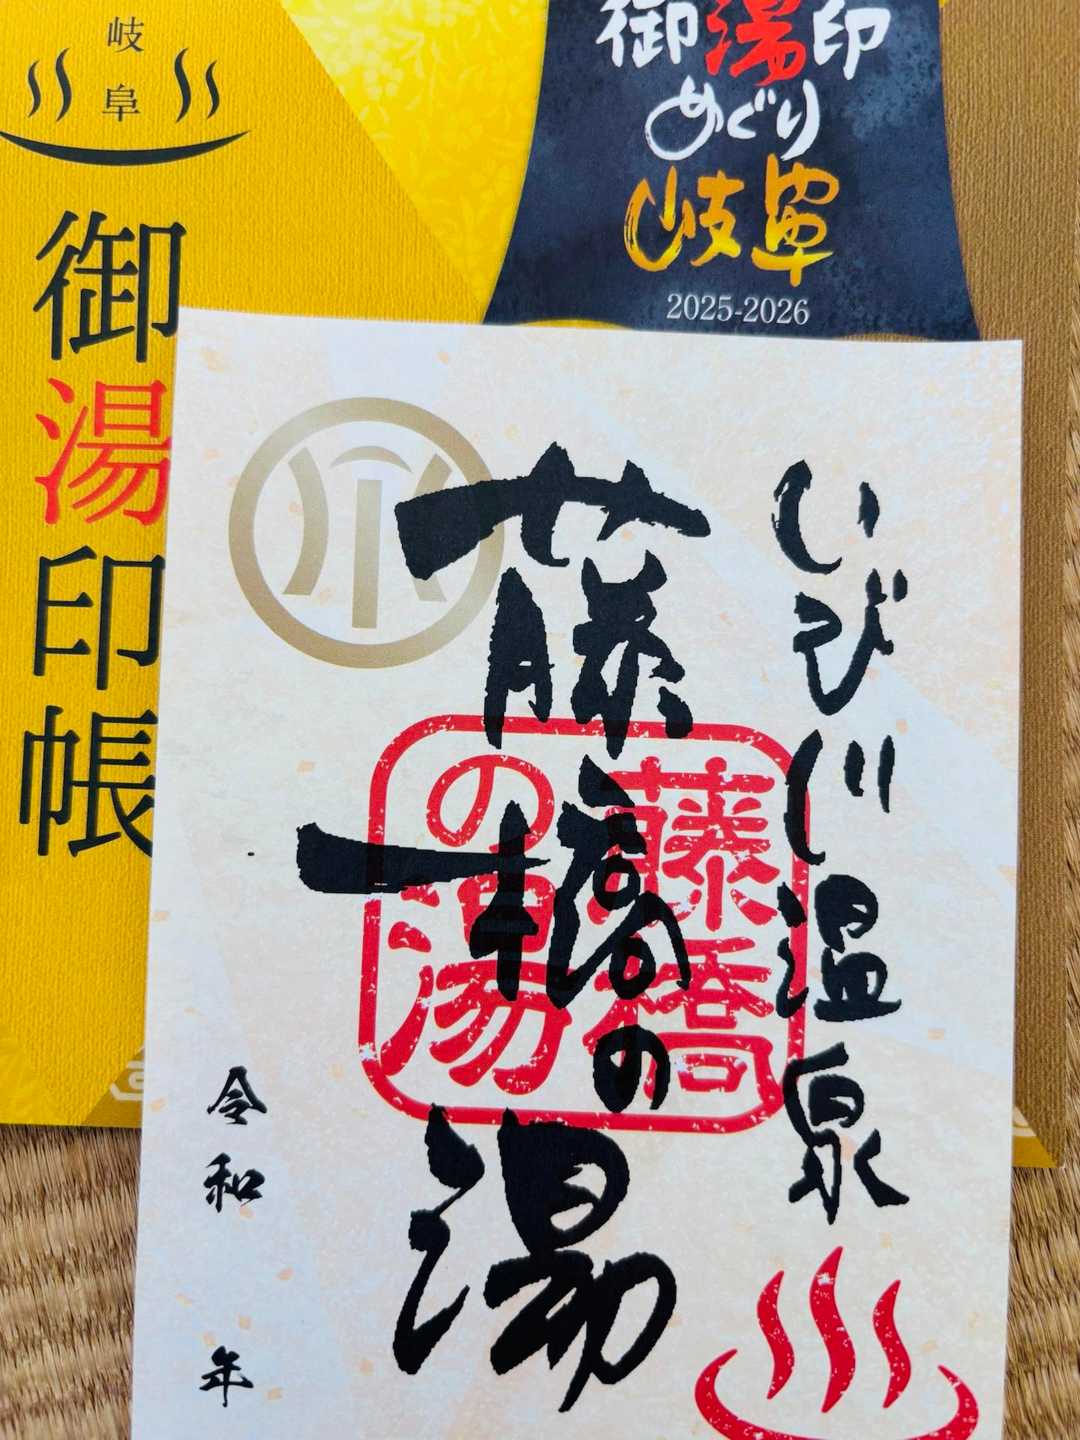 岐阜
御湯印帳
御湯印
めぐり
岐阜
2025-2026
いび川温泉
藤橋の湯
藤橋
の湯
令和 年